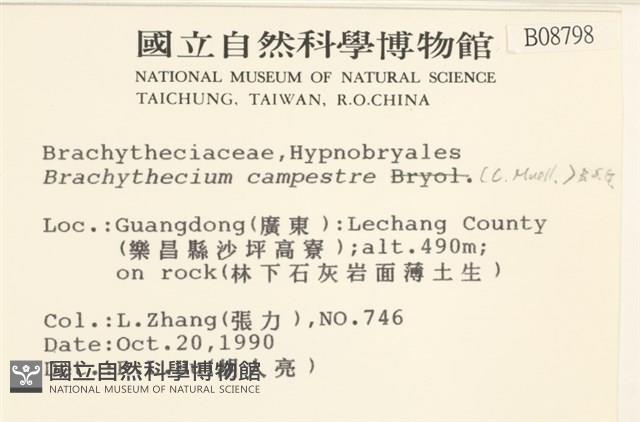 國立自然科學博物館
B08798
NATIONAL MUSEUM OF NATURAL SCIENCE
TAICHUNG, TAIWAN, R.O.CHINA
Brachytheciaceae,Hypnobryales
Brachythecium campestre Bryol. (C. Muell.)
Loc.:Guangdong(廣東):Lechang County
(樂昌縣沙坪高寮);alt.490m;
on rock(林下石灰岩面薄土生)
Col.:L.Zhang(張力),NO.746
Date:Oct.20,1990
亮)
國立自然科學博物館
NATIONAL MUSEUM OF NATURAL SCIENCE